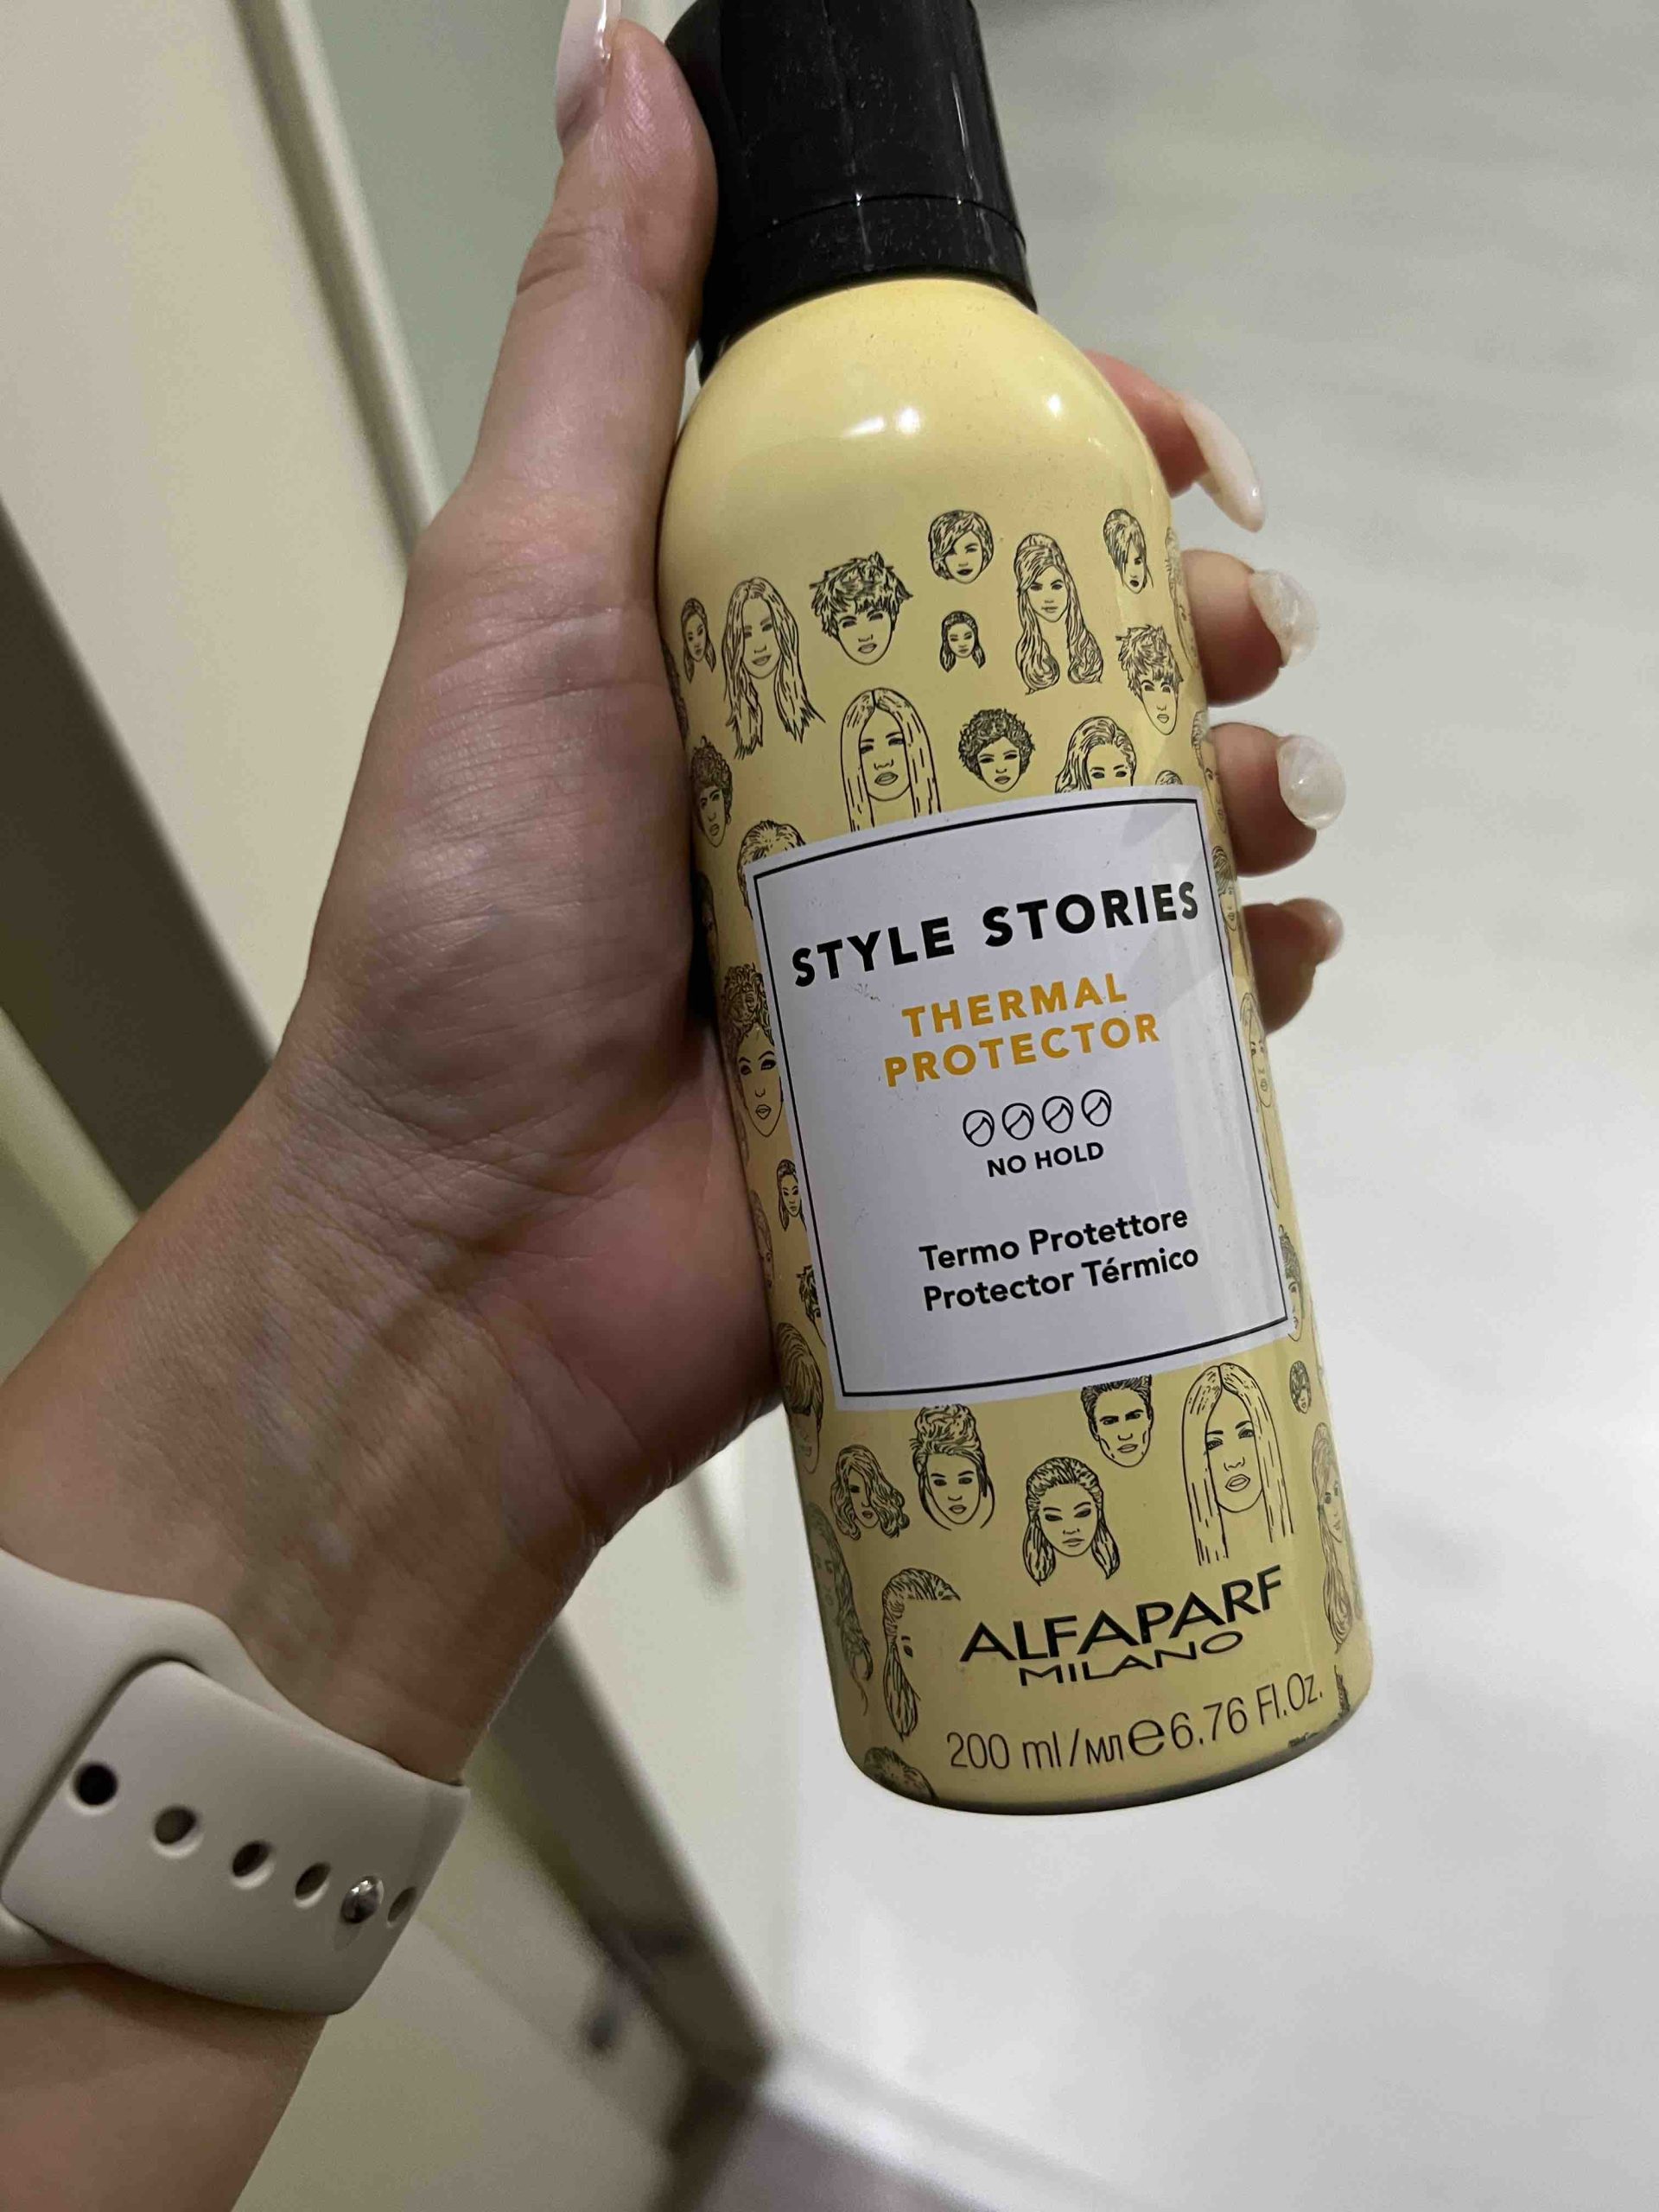 STYLE STORIES
THERMAL
PROTECTOR
NO HOLD
Termo Protettore
Protector Térmico
ALFAPARF
MILANO
200 ml/мл℮6.76 Fl.Oz.